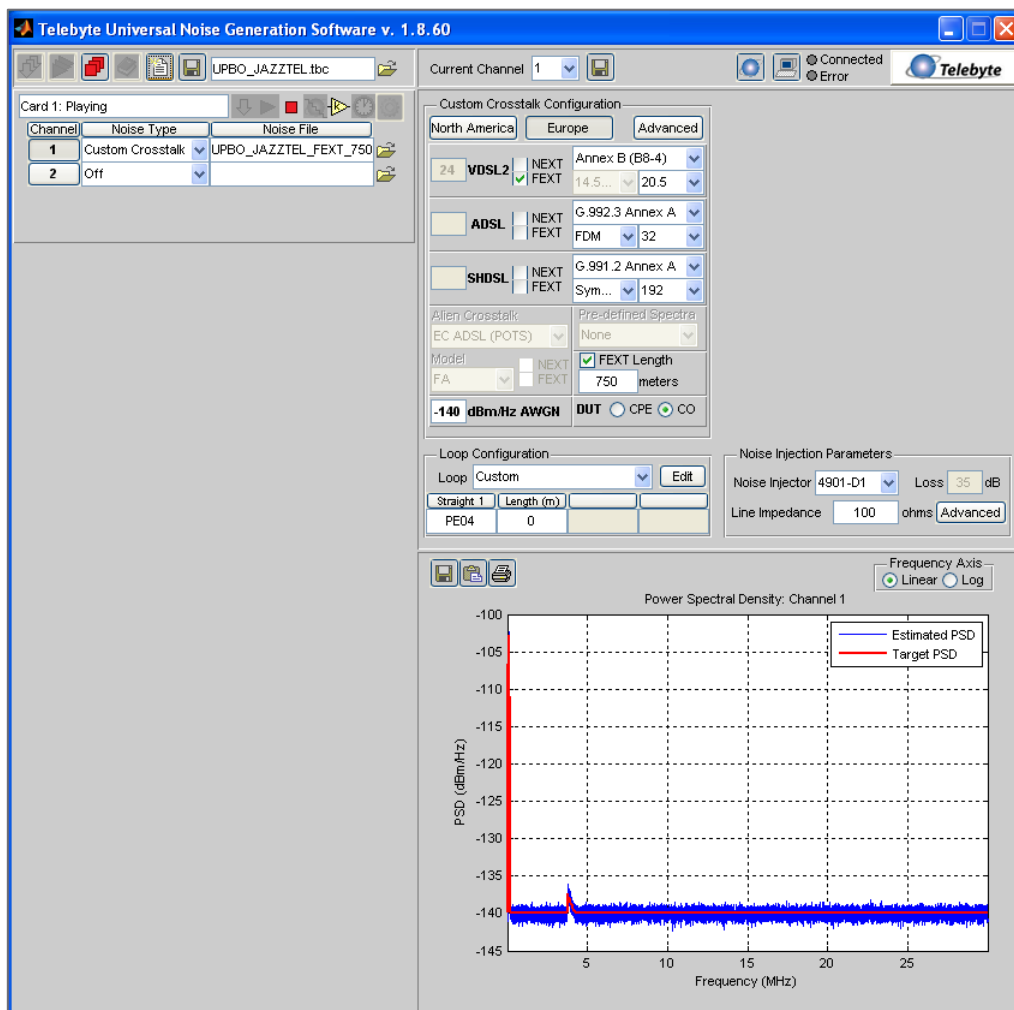 Telebyte Universal Noise Generation Software v. 1.8.60
UPBO_JAZZTEL.tbc
Current Channel 1
Connected
Error
Telebyte
Card 1: Playing
Channel Noise Type Noise File
1 Custom Crosstalk UPBO_JAZZTEL_FEXT_750
2 Off
Custom Crosstalk Configuration
North America Europe Advanced
24 VDSL2 NEXT FEXT Annex B (B8-4)
14.5... 20.5
ADSL NEXT FEXT G.992.3 Annex A
FDM 32
SHDSL NEXT FEXT G.991.2 Annex A
Sym... 192
Alien Crosstalk
EC ADSL (POTS)
Pre-defined Spectra
None
Model
FA
NEXT
FEXT
FEXT Length
750 meters
-140 dBm/Hz AWGN
DUT CPE CO
Loop Configuration
Loop Custom Edit
Straight 1 Length (m)
PE04 0
Noise Injection Parameters
Noise Injector 4901-D1 Loss 35 dB
Line Impedance 100 ohms Advanced
Frequency Axis
Linear Log
Power Spectral Density: Channel 1
Estimated PSD
Target PSD
PSD (dBm/Hz)
-100
-105
-110
-115
-120
-125
-130
-135
-140
-145
5 10 15 20 25
Frequency (MHz)